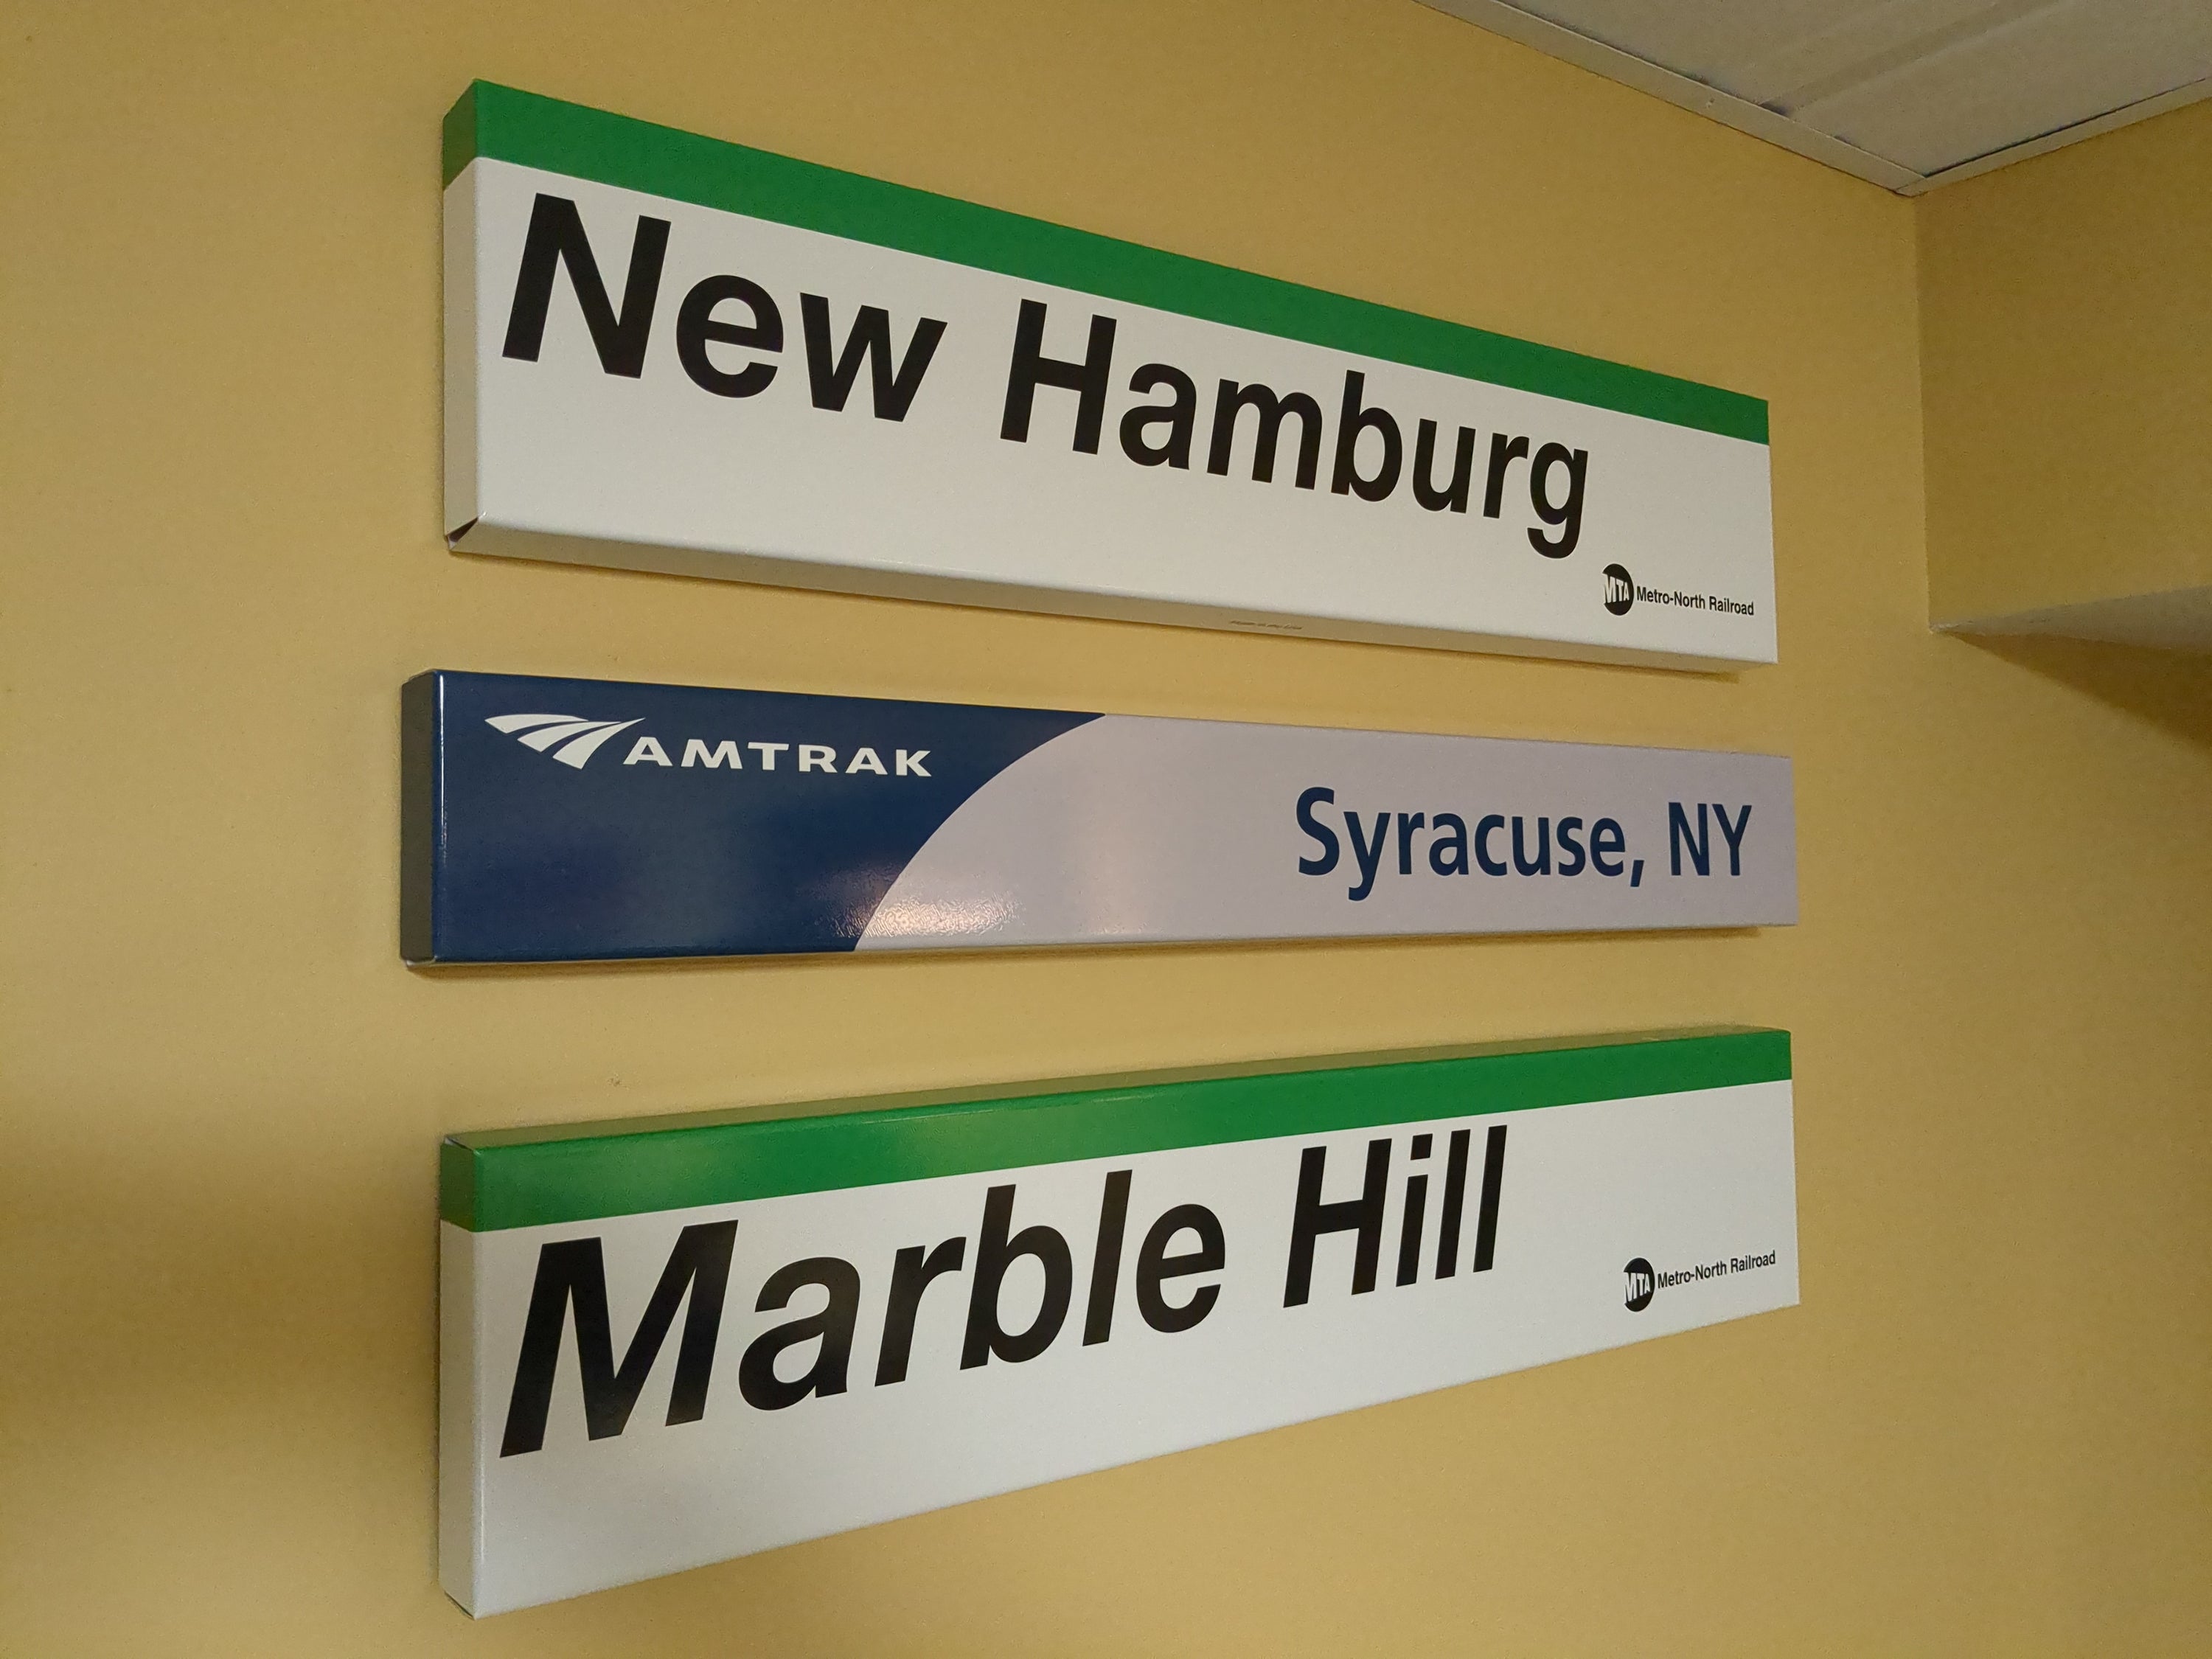 New Hamburg
MTA Metro-North Railroad
AMTRAK
Syracuse, NY
Marble Hill
MTA Metro-North Railroad